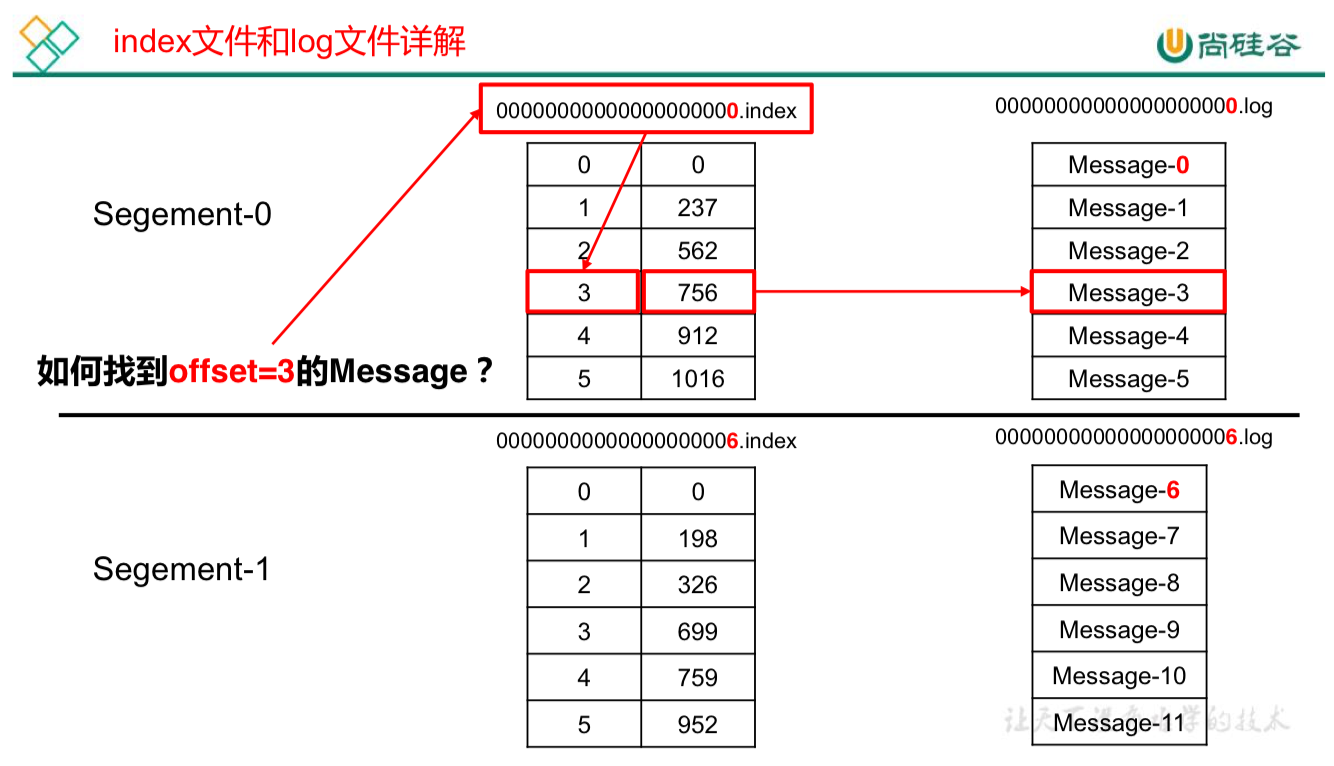 index文件和log文件详解
尚硅谷
00000000000000000000.index
00000000000000000000.log
Segement-0
0 0
1 237
2 562
3 756
4 912
5 1016
Message-0
Message-1
Message-2
Message-3
Message-4
Message-5
如何找到offset=3的Message？
00000000000000000006.index
00000000000000000006.log
Segement-1
0 0
1 198
2 326
3 699
4 759
5 952
Message-6
Message-7
Message-8
Message-9
Message-10
Message-11
让天下没有难学的技术